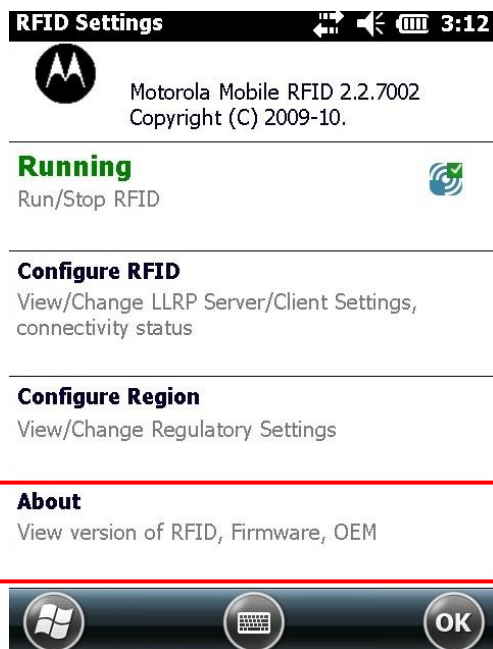 RFID Settings 3:12
Motorola Mobile RFID 2.2.7002
Copyright (C) 2009-10.
Running
Run/Stop RFID
Configure RFID
View/Change LLRP Server/Client Settings,
connectivity status
Configure Region
View/Change Regulatory Settings
About
View version of RFID, Firmware, OEM
OK